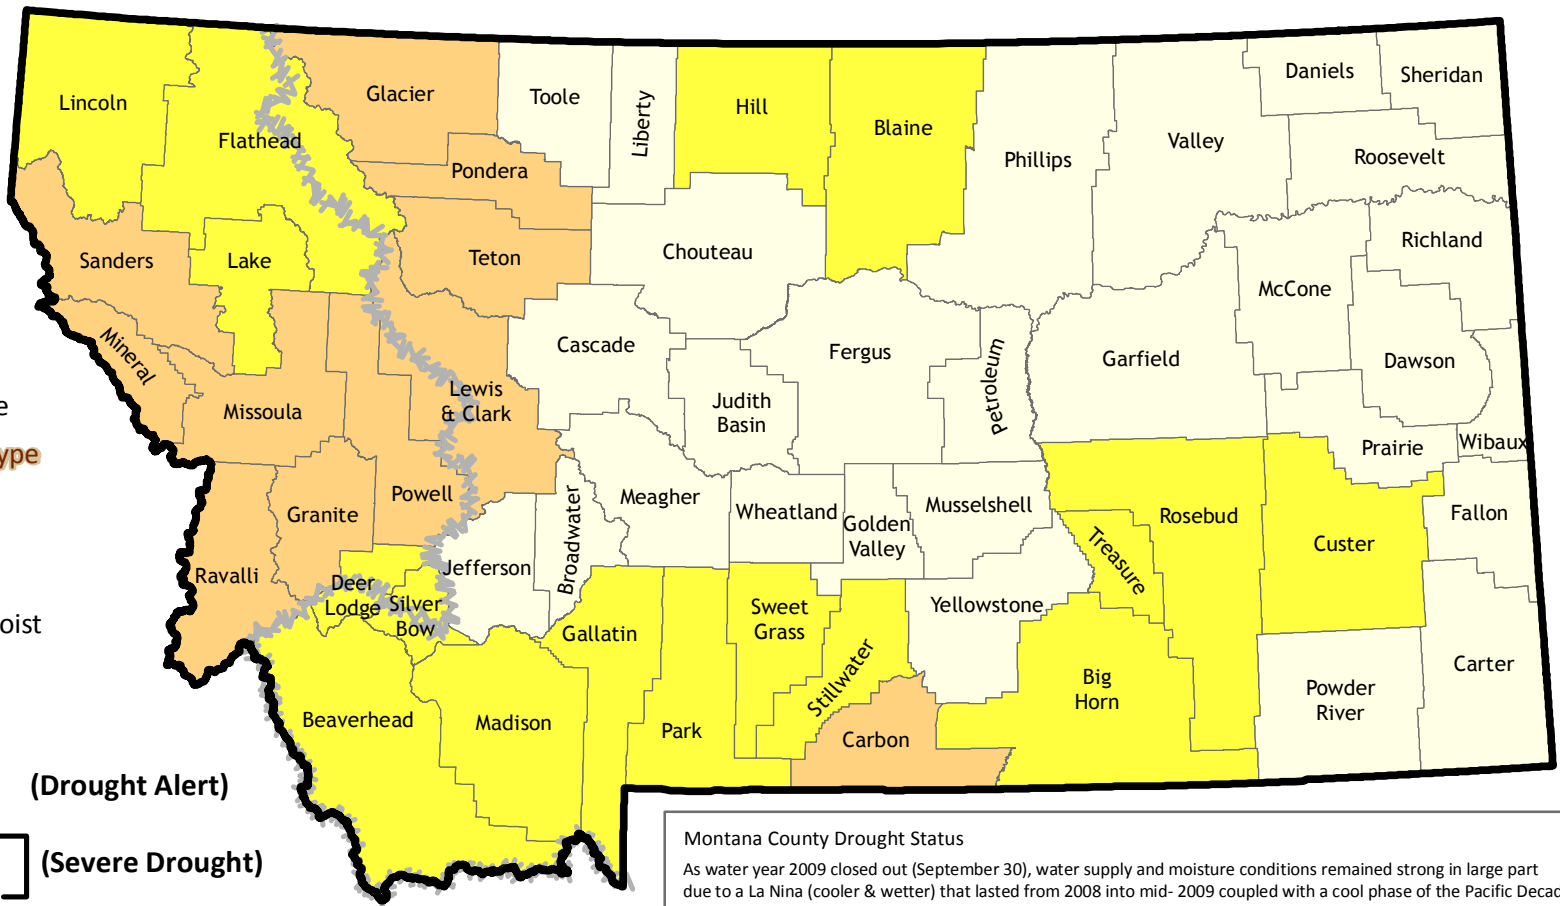 Lincoln
Flathead
Glacier
Toole
Liberty
Hill
Blaine
Phillips
Valley
Daniels
Sheridan
Roosevelt
Pondera
Sanders
Lake
Teton
Chouteau
McCone
Richland
Mineral
Missoula
Lewis
& Clark
Cascade
Judith
Basin
Fergus
Petroleum
Garfield
Dawson
Prairie
Wibaux
e
ype
Powell
Granite
Ravalli
Deer
Lodge
Silver
Bow
Jefferson
Broadwater
Meagher
Wheatland
Golden
Valley
Musselshell
Treasure
Rosebud
Custer
Fallon
oist
Gallatin
Sweet
Grass
Stillwater
Yellowstone
Big
Horn
Powder
River
Carter
Beaverhead
Madison
Park
Carbon
(Drought Alert)
(Severe Drought)
Montana County Drought Status
As water year 2009 closed out (September 30), water supply and moisture conditions remained strong in large part
due to a La Nina (cooler & wetter) that lasted from 2008 into mid- 2009 coupled with a cool phase of the Pacific Decad